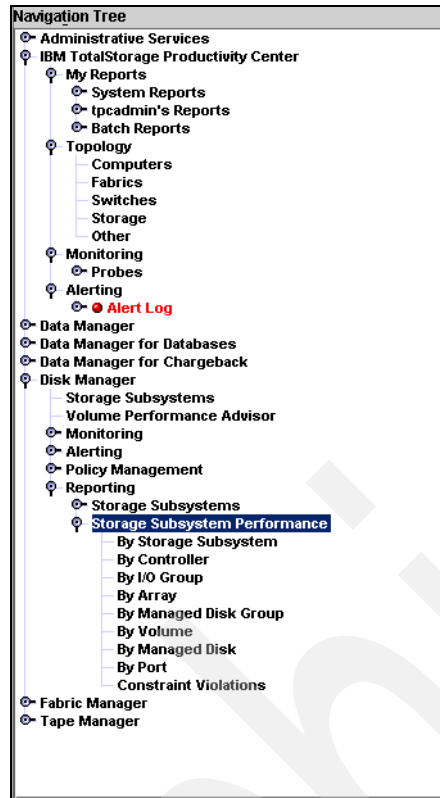 Navigation Tree
Administrative Services
IBM TotalStorage Productivity Center
My Reports
System Reports
tpcadmin's Reports
Batch Reports
Topology
Computers
Fabrics
Switches
Storage
Other
Monitoring
Probes
Alerting
Alert Log
Data Manager
Data Manager for Databases
Data Manager for Chargeback
Disk Manager
Storage Subsystems
Volume Performance Advisor
Monitoring
Alerting
Policy Management
Reporting
Storage Subsystems
Storage Subsystem Performance
By Storage Subsystem
By Controller
By I/O Group
By Array
By Managed Disk Group
By Volume
By Managed Disk
By Port
Constraint Violations
Fabric Manager
Tape Manager